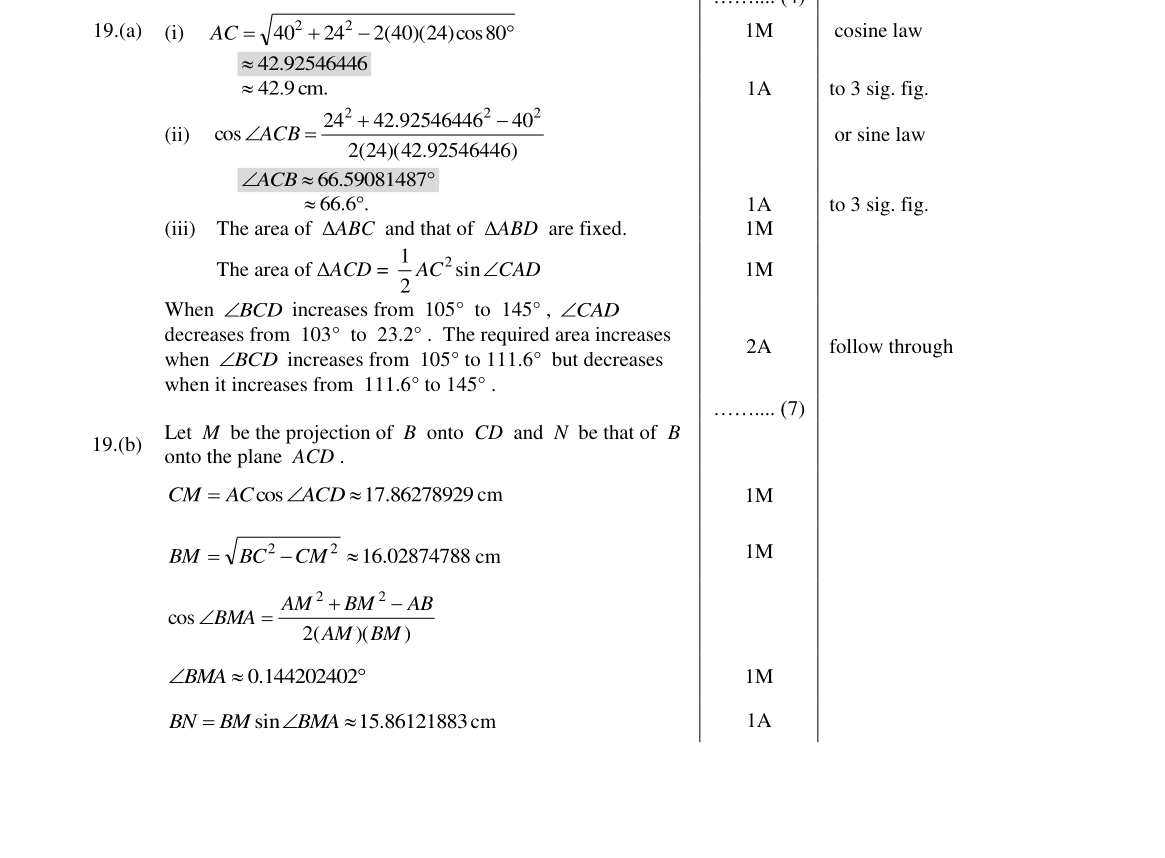 ……... (4)
19.(a) (i) AC = √(40² + 24² − 2(40)(24)cos 80°) 1M cosine law
≈ 42.92546446
≈ 42.9 cm. 1A to 3 sig. fig.
(ii) cos ∠ACB = (24² + 42.92546446² − 40²) / (2(24)(42.92546446)) or sine law
∠ACB ≈ 66.59081487°
≈ 66.6°. 1A to 3 sig. fig.
(iii) The area of ΔABC and that of ΔABD are fixed. 1M
The area of ΔACD = 1/2 AC² sin ∠CAD 1M
When ∠BCD increases from 105° to 145° , ∠CAD
decreases from 103° to 23.2° . The required area increases
when ∠BCD increases from 105° to 111.6° but decreases 2A follow through
when it increases from 111.6° to 145° .
……... (7)
19.(b) Let M be the projection of B onto CD and N be that of B
onto the plane ACD .
CM = AC cos ∠ACD ≈ 17.86278929 cm 1M
BM = √(BC² − CM²) ≈ 16.02874788 cm 1M
cos ∠BMA = (AM² + BM² − AB) / (2(AM)(BM))
∠BMA ≈ 0.144202402° 1M
BN = BM sin ∠BMA ≈ 15.86121883 cm 1A